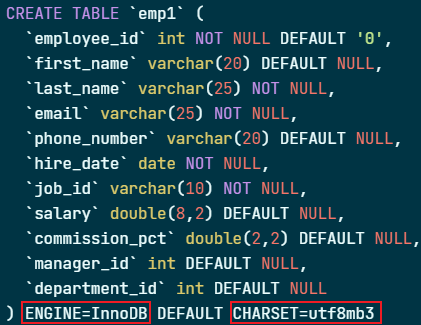 CREATE TABLE `emp1` (
`employee_id` int NOT NULL DEFAULT '0',
`first_name` varchar(20) DEFAULT NULL,
`last_name` varchar(25) NOT NULL,
`email` varchar(25) NOT NULL,
`phone_number` varchar(20) DEFAULT NULL,
`hire_date` date NOT NULL,
`job_id` varchar(10) NOT NULL,
`salary` double(8,2) DEFAULT NULL,
`commission_pct` double(2,2) DEFAULT NULL,
`manager_id` int DEFAULT NULL,
`department_id` int DEFAULT NULL
) ENGINE=InnoDB DEFAULT CHARSET=utf8mb3